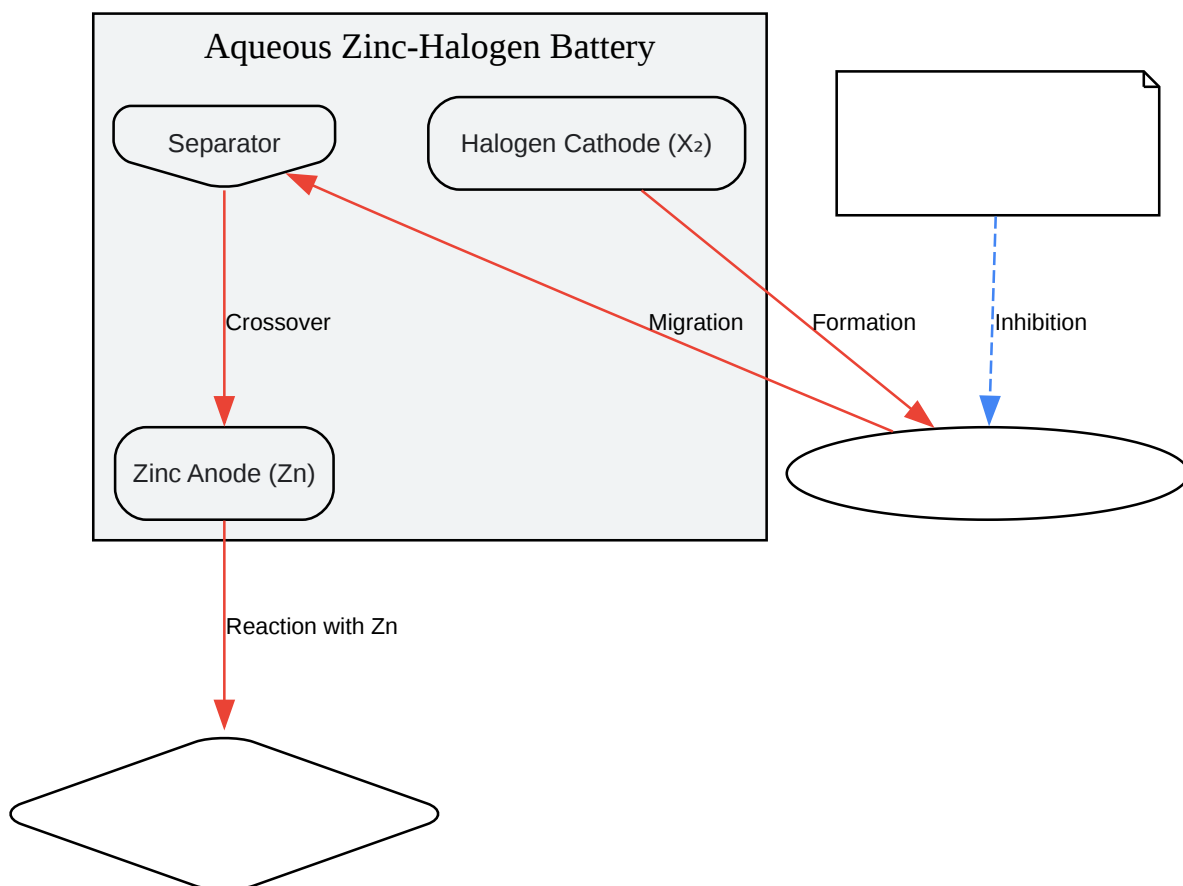 Aqueous Zinc-Halogen Battery
Separator
Halogen Cathode (X₂)
Crossover
Migration
Formation
Inhibition
Zinc Anode (Zn)
Reaction with Zn